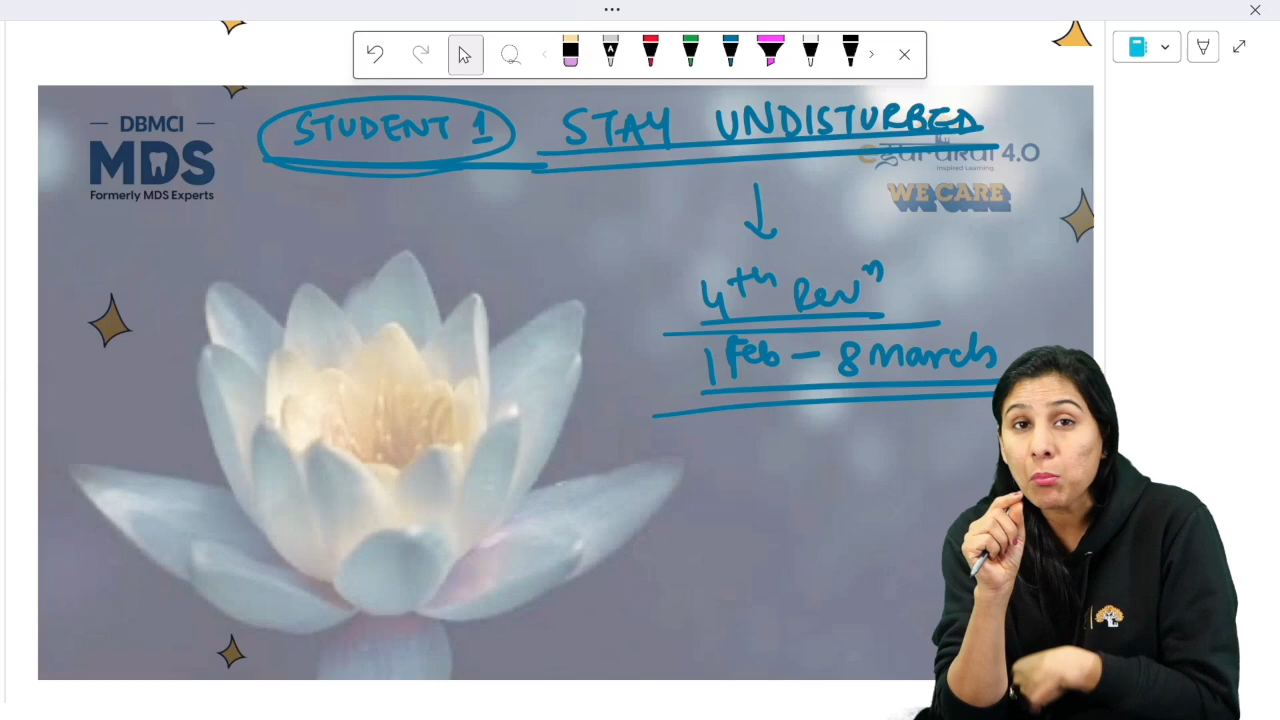 DBMCI
MDS
Formerly MDS Experts
STUDENT 1 STAY UNDISTURBED
4.0
Inspired Learning
WE CARE
↓
4th Revn
1 Feb - 8 March